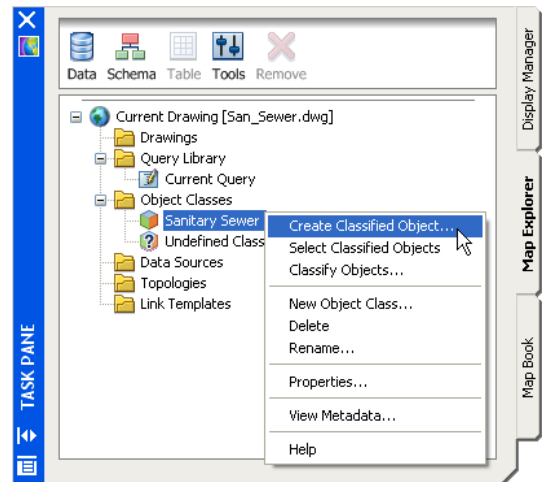 Data Schema Table Tools Remove
Current Drawing [San_Sewer.dwg]
Drawings
Query Library
Current Query
Object Classes
Sanitary Sewer
Undefined Class
Data Sources
Topologies
Link Templates
Create Classified Object...
Select Classified Objects
Classify Objects...
New Object Class...
Delete
Rename...
Properties...
View Metadata...
Help
Display Manager
Map Explorer
Map Book
TASK PANE